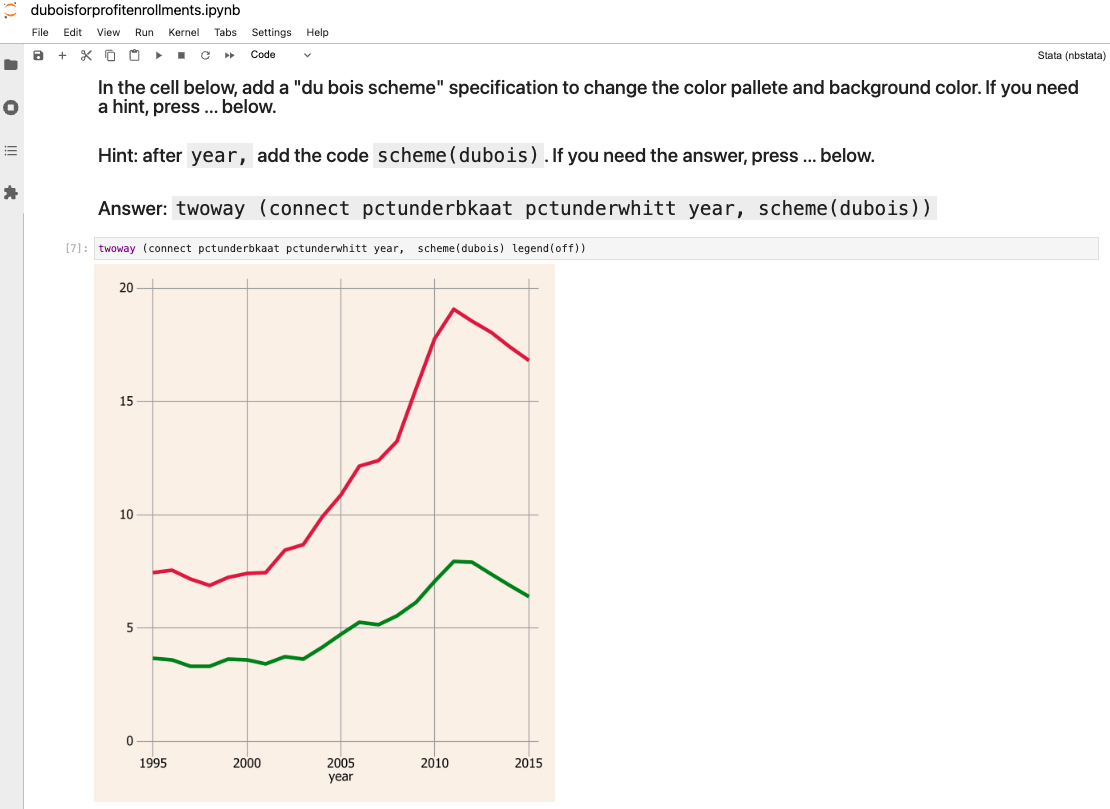 duboisforprofitenrollments.ipynb
File Edit View Run Kernel Tabs Settings Help
Code
Stata (nbstata)
In the cell below, add a "du bois scheme" specification to change the color pallete and background color. If you need
a hint, press ... below.
Hint: after year, add the code scheme(dubois). If you need the answer, press ... below.
Answer: twoway (connect pctunderbkaat pctunderwhitt year, scheme(dubois))
[7]: twoway (connect pctunderbkaat pctunderwhitt year,  scheme(dubois) legend(off))
20
15
10
5
0
1995 2000 2005 2010 2015
year